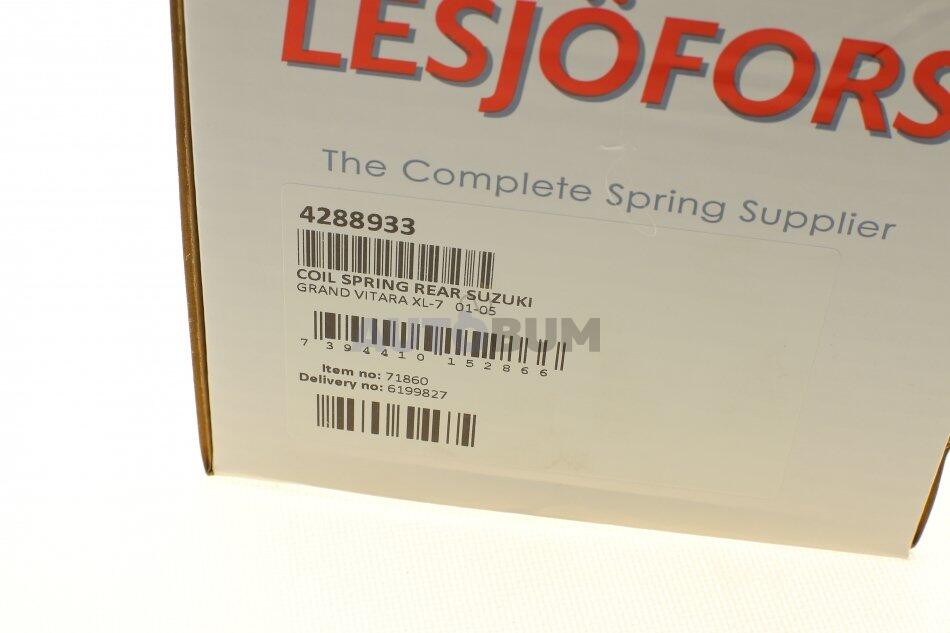 LESJÖFORS
The Complete Spring Supplier
4288933
COIL SPRING REAR SUZUKI
GRAND VITARA XL-7 01-05
AUTOBUM
7 394410 152866
Item no: 71860
Delivery no: 6199827